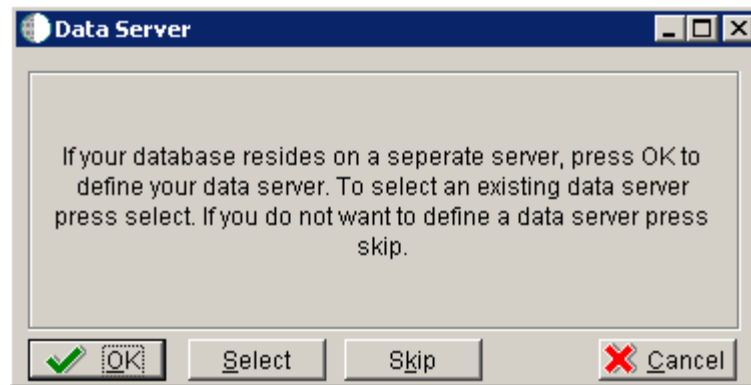 Data Server
If your database resides on a seperate server, press OK to
define your data server. To select an existing data server
press select. If you do not want to define a data server press
skip.
OK Select Skip Cancel